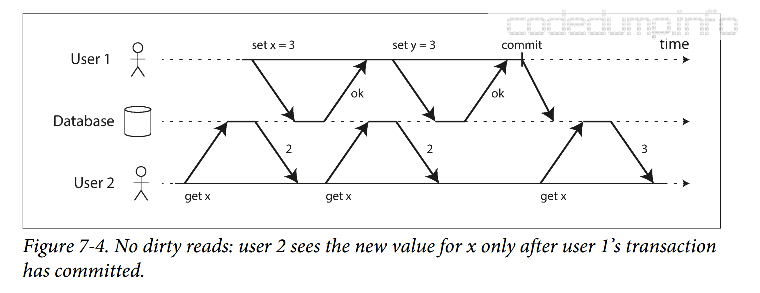 codedumpinfo
set x = 3
set y = 3
commit
time
User 1
ok
ok
Database
2
2
3
User 2
get x
get x
get x
Figure 7-4. No dirty reads: user 2 sees the new value for x only after user 1’s transaction
has committed.